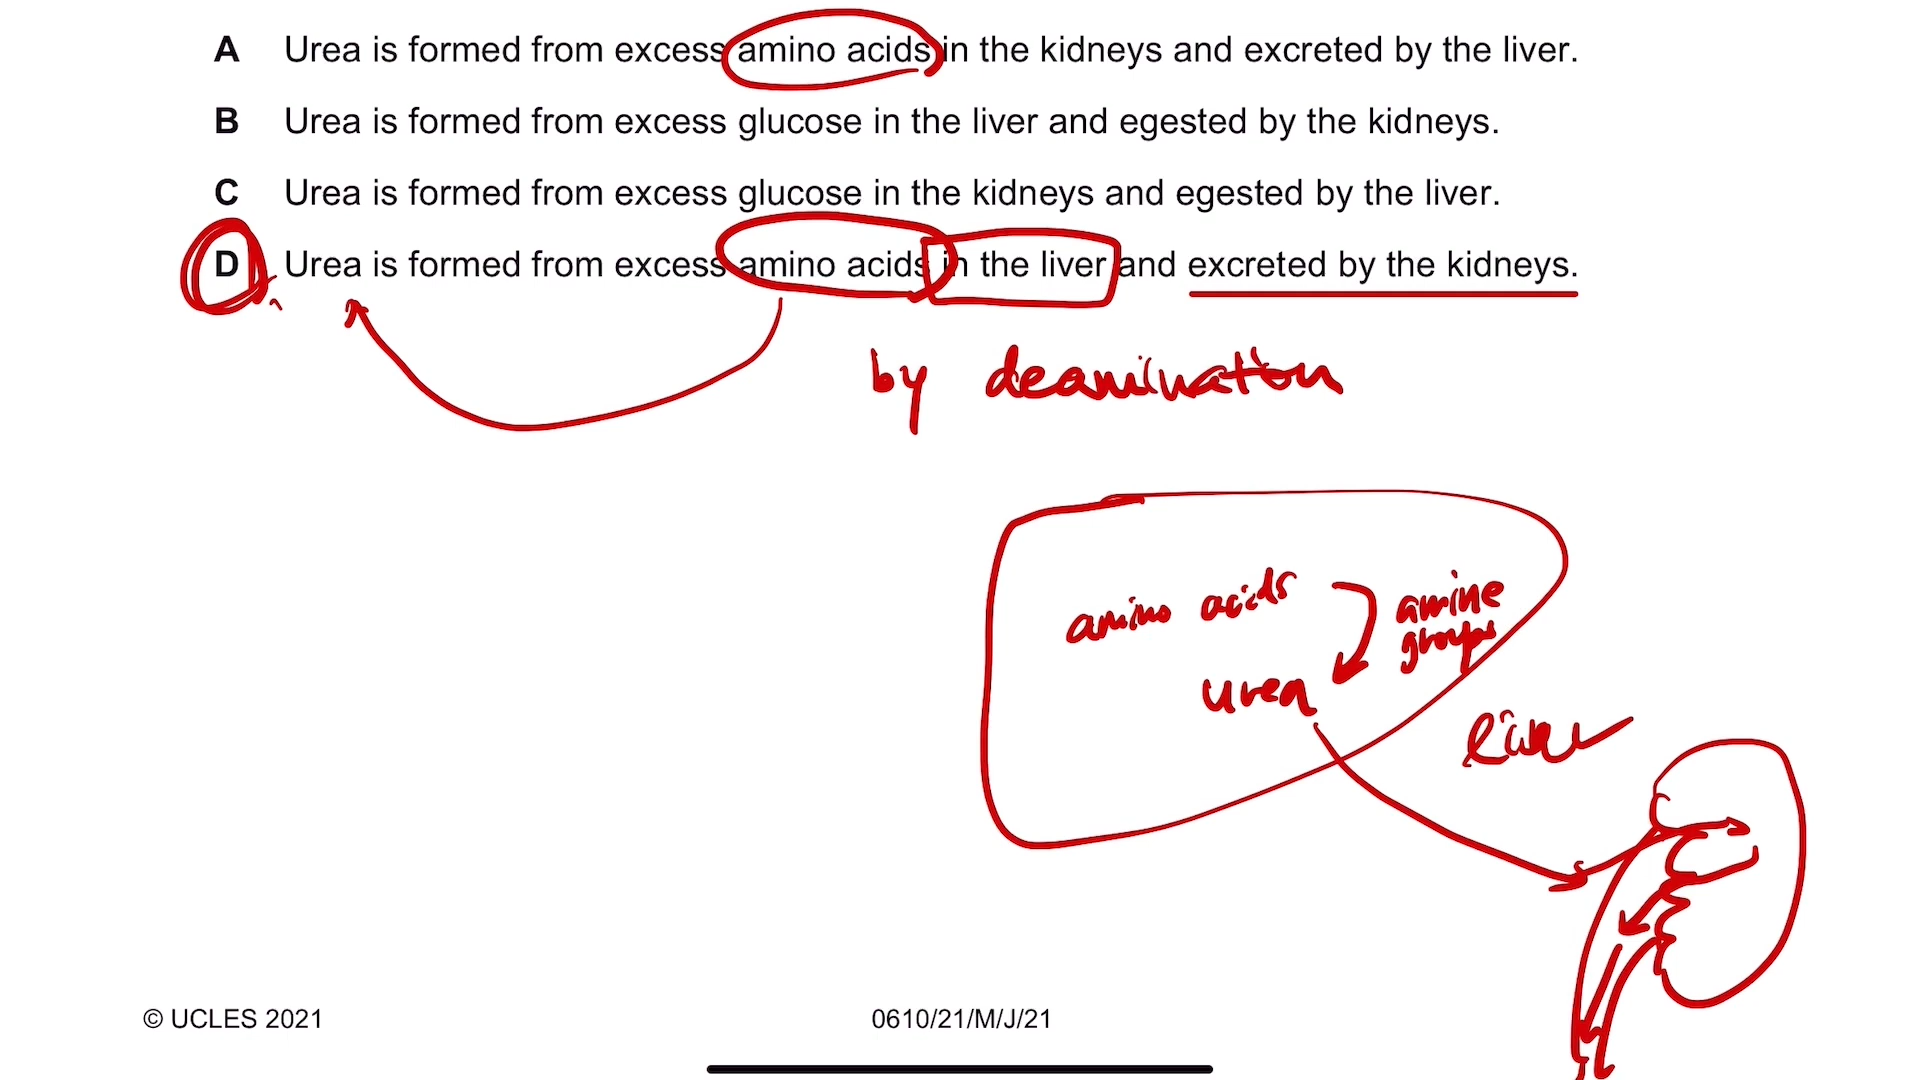 A Urea is formed from excess amino acids in the kidneys and excreted by the liver.
B Urea is formed from excess glucose in the liver and egested by the kidneys.
C Urea is formed from excess glucose in the kidneys and egested by the liver.
D Urea is formed from excess amino acids in the liver and excreted by the kidneys.
by deamination
amino acids
amine
groups
urea
liver
© UCLES 2021
0610/21/M/J/21